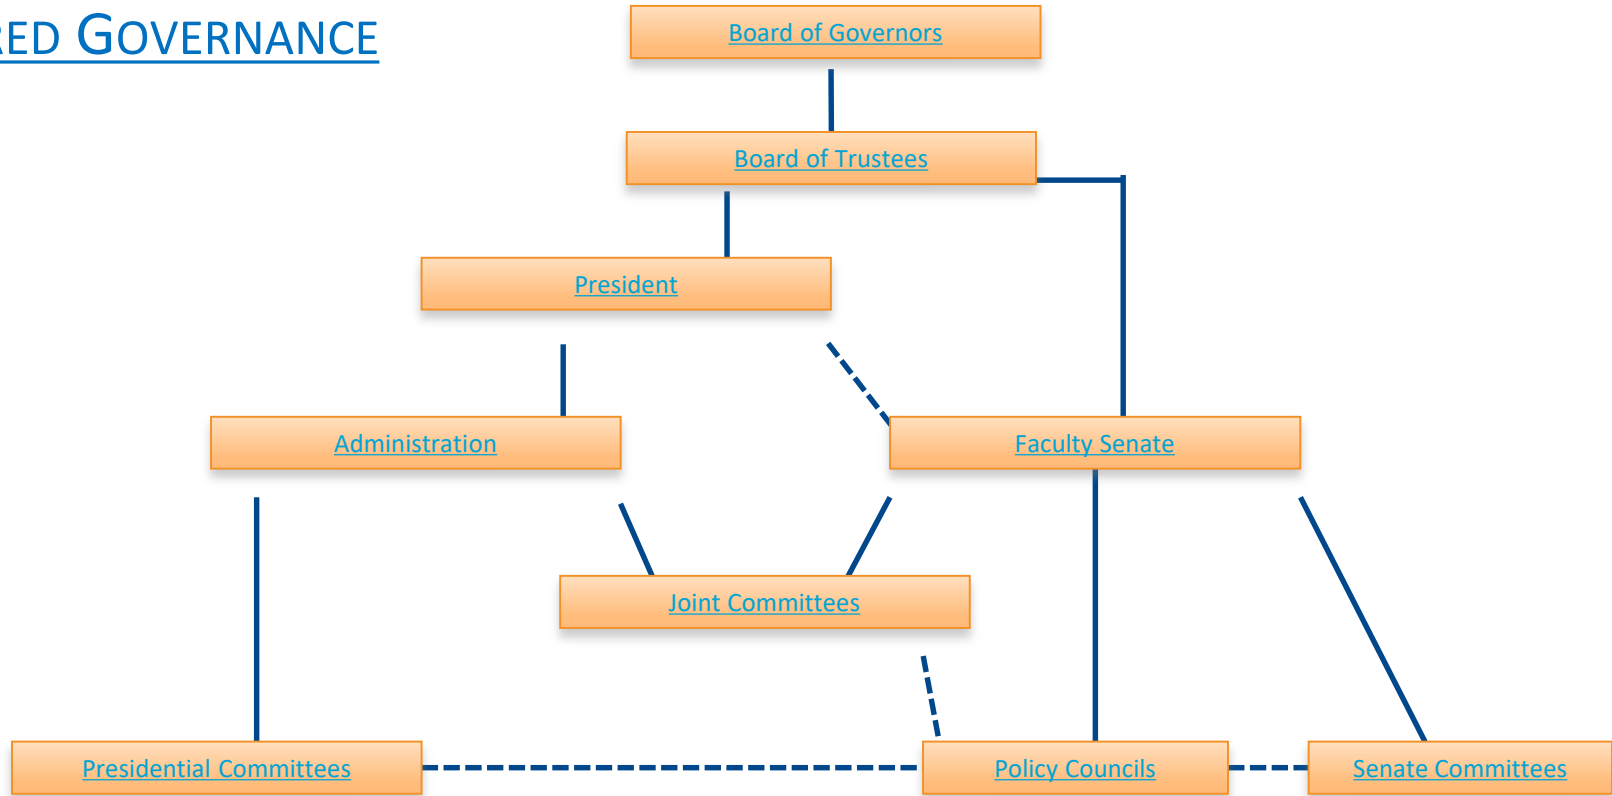 RED GOVERNANCE
Board of Governors
Board of Trustees
President
Administration
Faculty Senate
Joint Committees
Presidential Committees
Policy Councils
Senate Committees